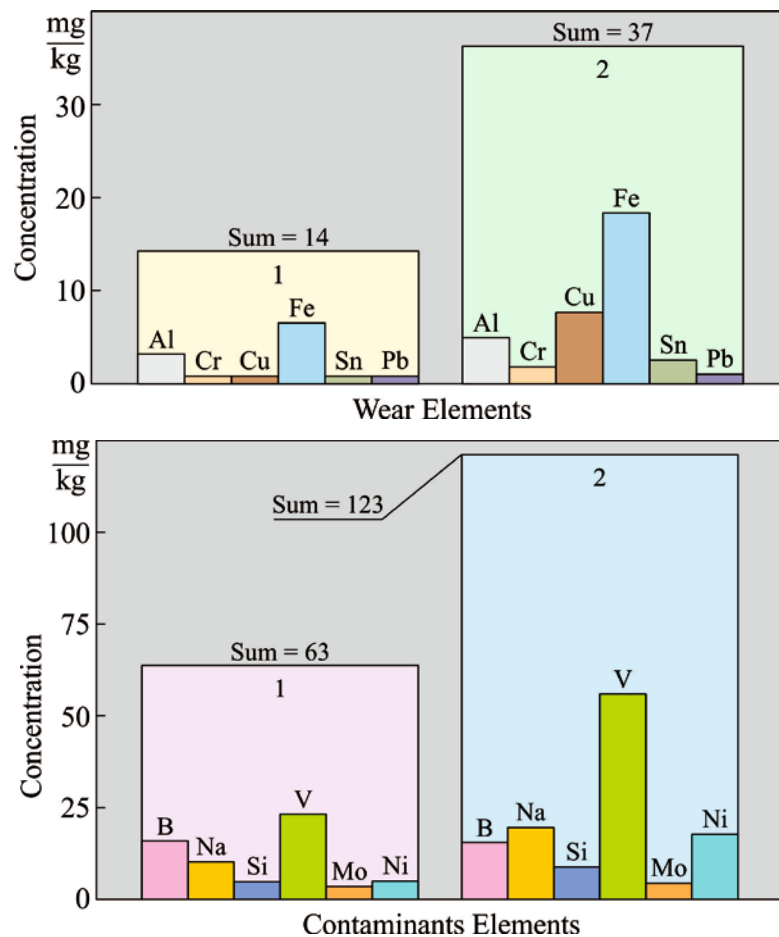 mg
kg
Sum = 37
2
30
Concentration
20
Fe
Sum = 14
1
Cu
10
Fe
Al
Al
Cr
Sn
Cr
Cu
Sn
Pb
Pb
0
Wear Elements
mg
kg
2
Sum = 123
100
75
Sum = 63
1
V
Concentration
50
V
25
B
Na
Si
Mo
Ni
B
Na
Si
Mo
Ni
0
Contaminants Elements